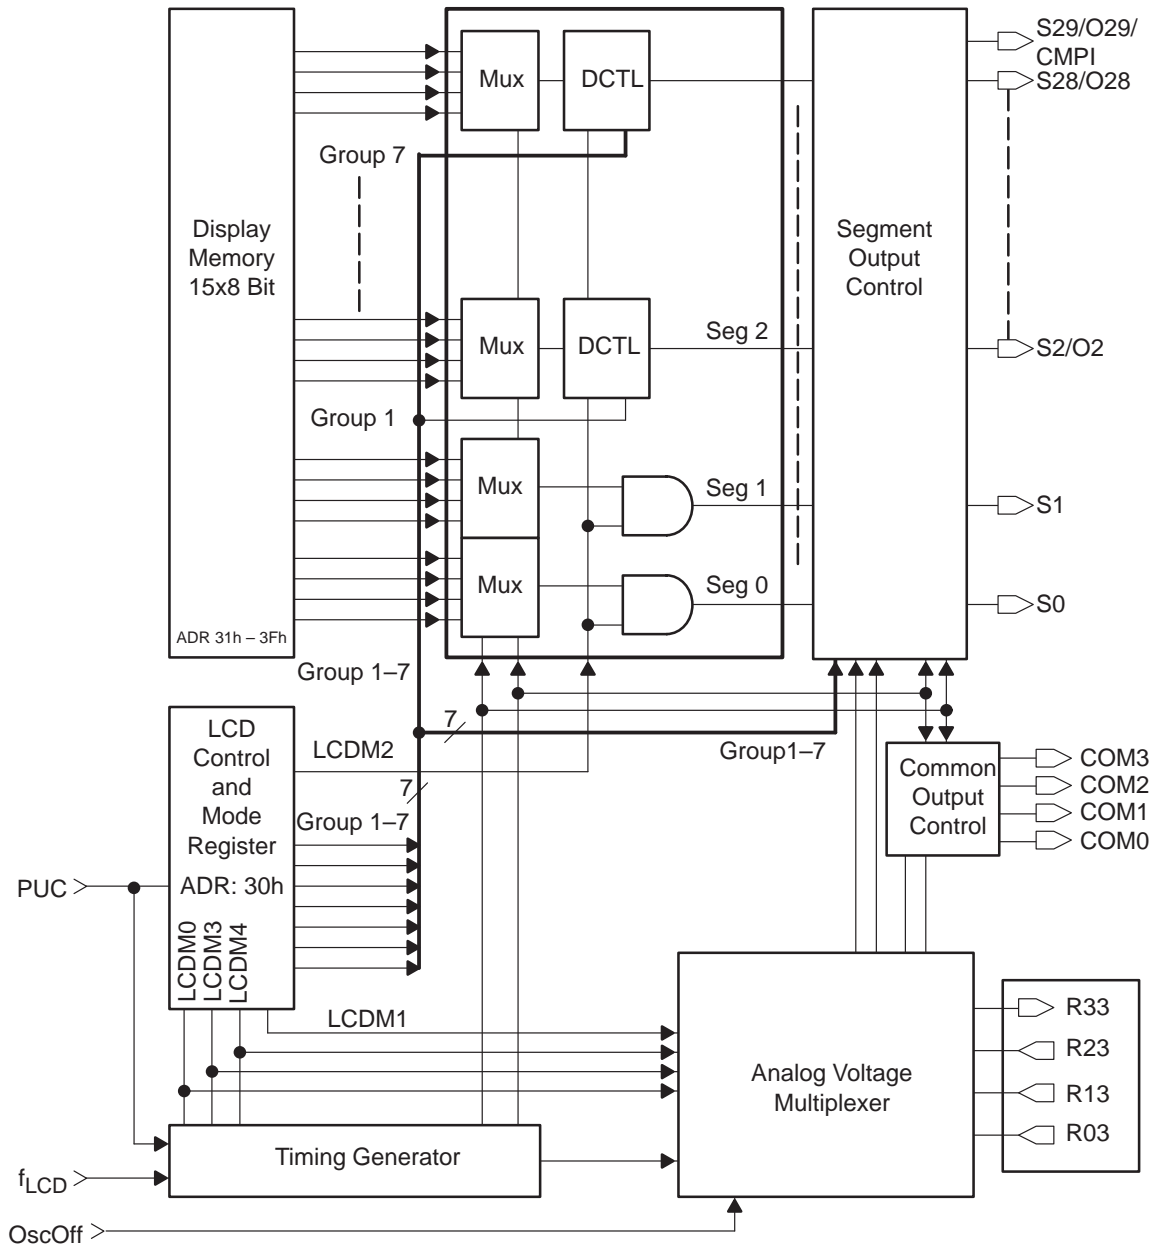 S29/O29/
CMPI
S28/O28
Mux
DCTL
Group 7
Display
Memory
15x8 Bit
Segment
Output
Control
Mux
DCTL
Seg 2
S2/O2
Group 1
Mux
Seg 1
S1
Mux
Seg 0
S0
ADR 31h – 3Fh
Group 1–7
7
Group1–7
LCD
Control
and
Mode
Register
ADR: 30h
LCDM0
LCDM3
LCDM4
LCDM2
7
Group 1–7
Common
Output
Control
COM3
COM2
COM1
COM0
PUC
LCDM1
Analog Voltage
Multiplexer
R33
R23
R13
R03
Timing Generator
fLCD
OscOff